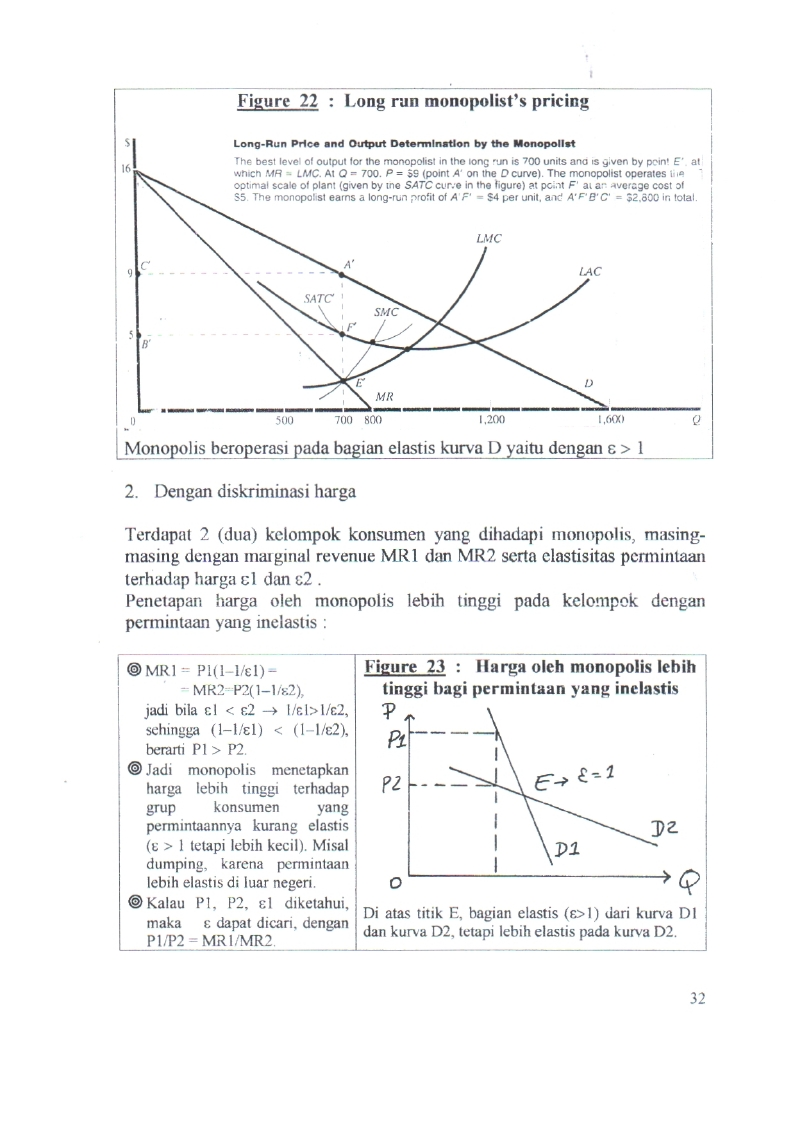 Figure 22 : Long run monopolist's pricing
Long-Run Price and Output Determination by the Monopolist
The best level of output for the monopolist in the long run is 700 units and is given by point E', at
which MR = LMC. At Q = 700, P = $9 (point A' on the D curve). The monopolist operates the
optimal scale of plant (given by the SATC' curve in the figure) at point F' at an average cost of
$5. The monopolist earns a long-run profit of A'F' = $4 per unit, and A'F'B'C' = $2,800 in total.
$
16
LMC
C'
A'
LAC
9
SATC'
SMC'
F'
5
B'
E'
D
MR
0 500 700 800 1,200 1,600 Q
Monopolis beroperasi pada bagian elastis kurva D yaitu dengan ε > 1
2. Dengan diskriminasi harga
Terdapat 2 (dua) kelompok konsumen yang dihadapi monopolis, masing-
masing dengan marginal revenue MR1 dan MR2 serta elastisitas permintaan
terhadap harga ε1 dan ε2 .
Penetapan harga oleh monopolis lebih tinggi pada kelompok dengan
permintaan yang inelastis :
MR1 = P1(1–1/ε1) =
= MR2=P2(1–1/ε2),
jadi bila ε1 < ε2 → 1/ε1>1/ε2,
sehingga (1–1/ε1) < (1–1/ε2),
berarti P1 > P2.
Jadi monopolis menetapkan
harga lebih tinggi terhadap
grup konsumen yang
permintaannya kurang elastis
(ε > 1 tetapi lebih kecil). Misal
dumping, karena permintaan
lebih elastis di luar negeri.
Kalau P1, P2, ε1 diketahui,
maka ε dapat dicari, dengan
P1/P2 = MR1/MR2.
Figure 23 : Harga oleh monopolis lebih
tinggi bagi permintaan yang inelastis
P
P1
P2
E→ ε=1
D2
D1
O
Q
Di atas titik E, bagian elastis (ε>1) dari kurva D1
dan kurva D2, tetapi lebih elastis pada kurva D2.
32